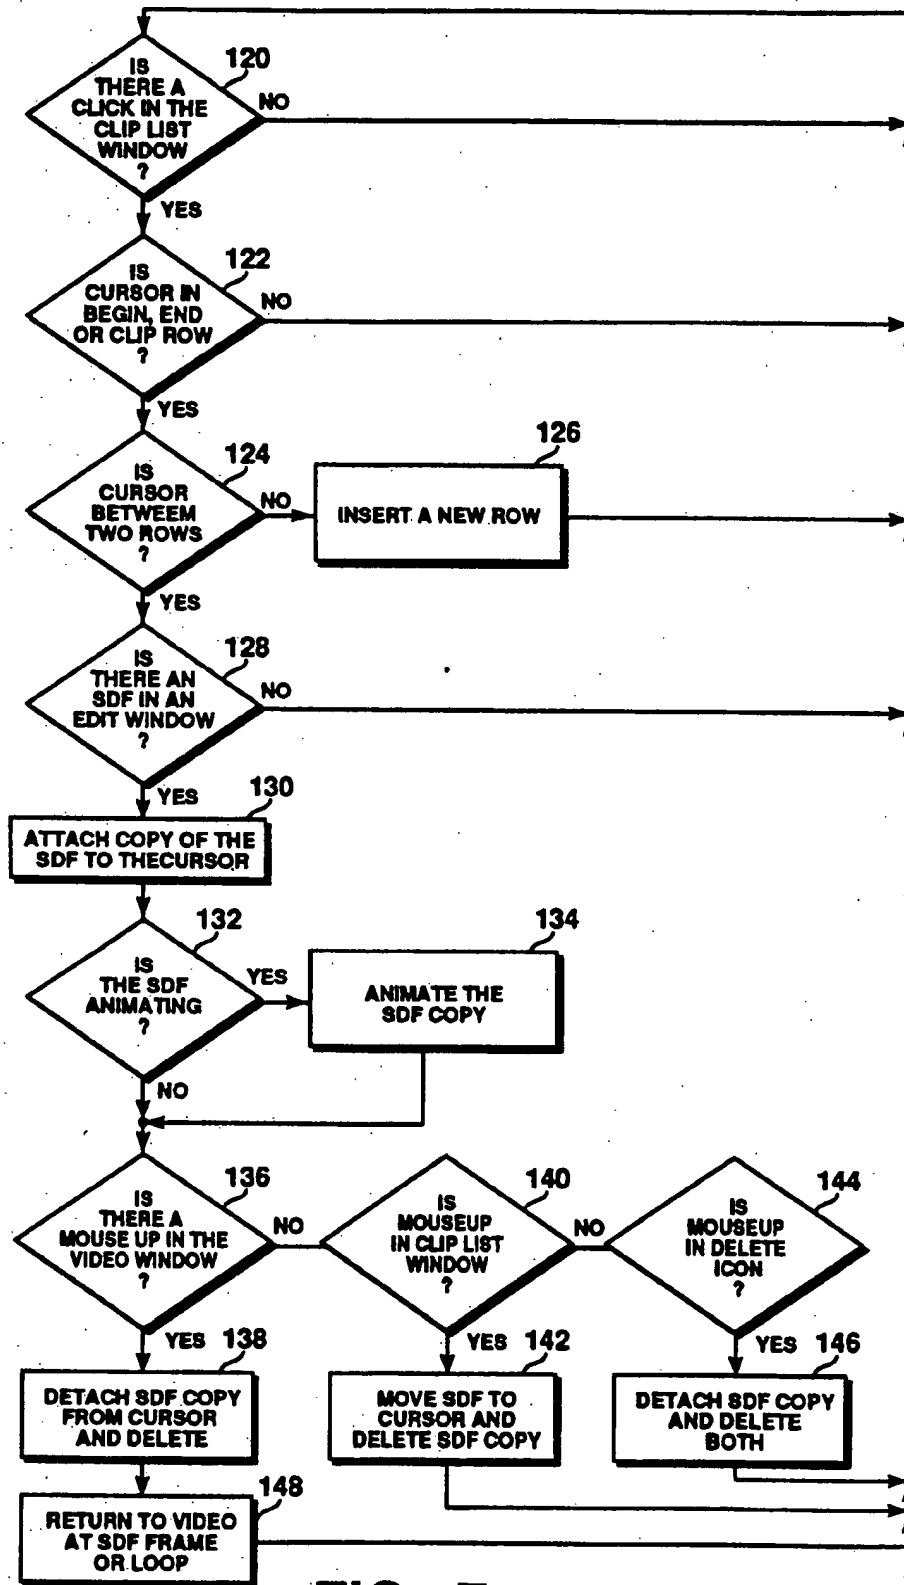 120
IS
THERE A
CLICK IN THE
CLIP LIST
WINDOW
?
NO
YES
122
IS
CURSOR IN
BEGIN, END
OR CLIP ROW
?
NO
YES
124
IS
CURSOR
BETWEEM
TWO ROWS
?
NO
126
INSERT A NEW ROW
YES
128
IS
THERE AN
SDF IN AN
EDIT WINDOW
?
NO
YES
130
ATTACH COPY OF THE
SDF TO THECURSOR
132
IS
THE SDF
ANIMATING
?
YES
134
ANIMATE THE
SDF COPY
NO
136
IS
THERE A
MOUSE UP IN THE
VIDEO WINDOW
?
NO
140
IS
MOUSEUP
IN CLIP LIST
WINDOW
?
NO
144
IS
MOUSEUP
IN DELETE
ICON
?
YES
138
DETACH SDF COPY
FROM CURSOR
AND DELETE
YES
142
MOVE SDF TO
CURSOR AND
DELETE SDF COPY
YES
146
DETACH SDF COPY
AND DELETE
BOTH
148
RETURN TO VIDEO
AT SDF FRAME
OR LOOP